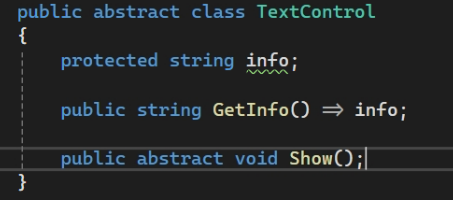 public abstract class TextControl
{
protected string info;
public string GetInfo() => info;
public abstract void Show();
}